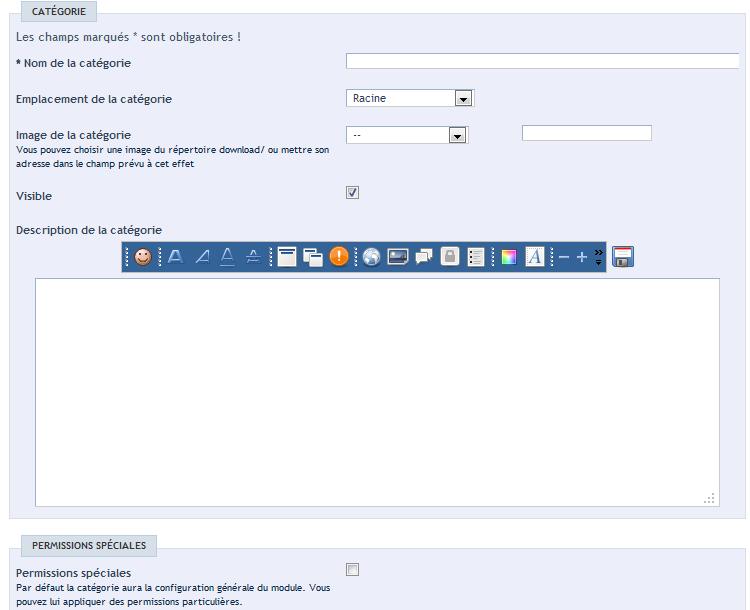 CATÉGORIE
Les champs marqués * sont obligatoires !
* Nom de la catégorie
Emplacement de la catégorie
Racine
Image de la catégorie
--
Vous pouvez choisir une image du répertoire download/ ou mettre son
adresse dans le champ prévu à cet effet
Visible
Description de la catégorie
PERMISSIONS SPÉCIALES
Permissions spéciales
Par défaut la catégorie aura la configuration générale du module. Vous
pouvez lui appliquer des permissions particulières.